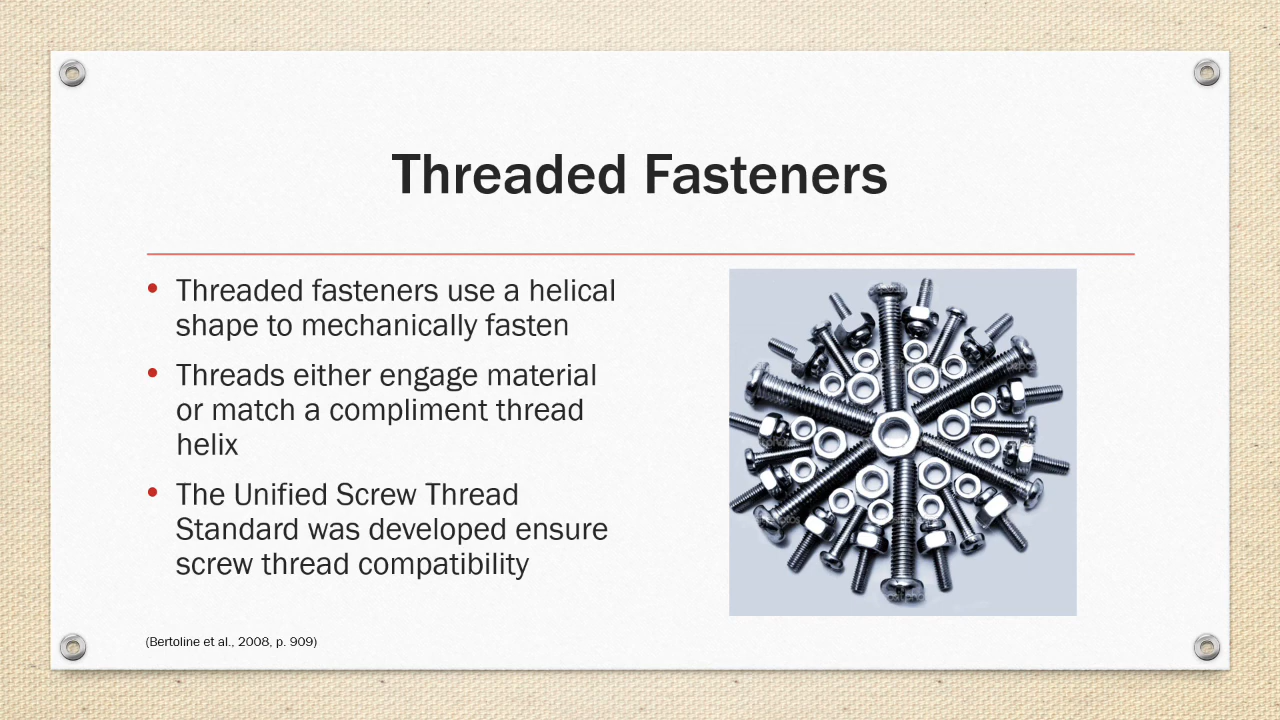 Threaded Fasteners
• Threaded fasteners use a helical
shape to mechanically fasten
• Threads either engage material
or match a compliment thread
helix
• The Unified Screw Thread
Standard was developed ensure
screw thread compatibility
(Bertoline et al., 2008, p. 909)